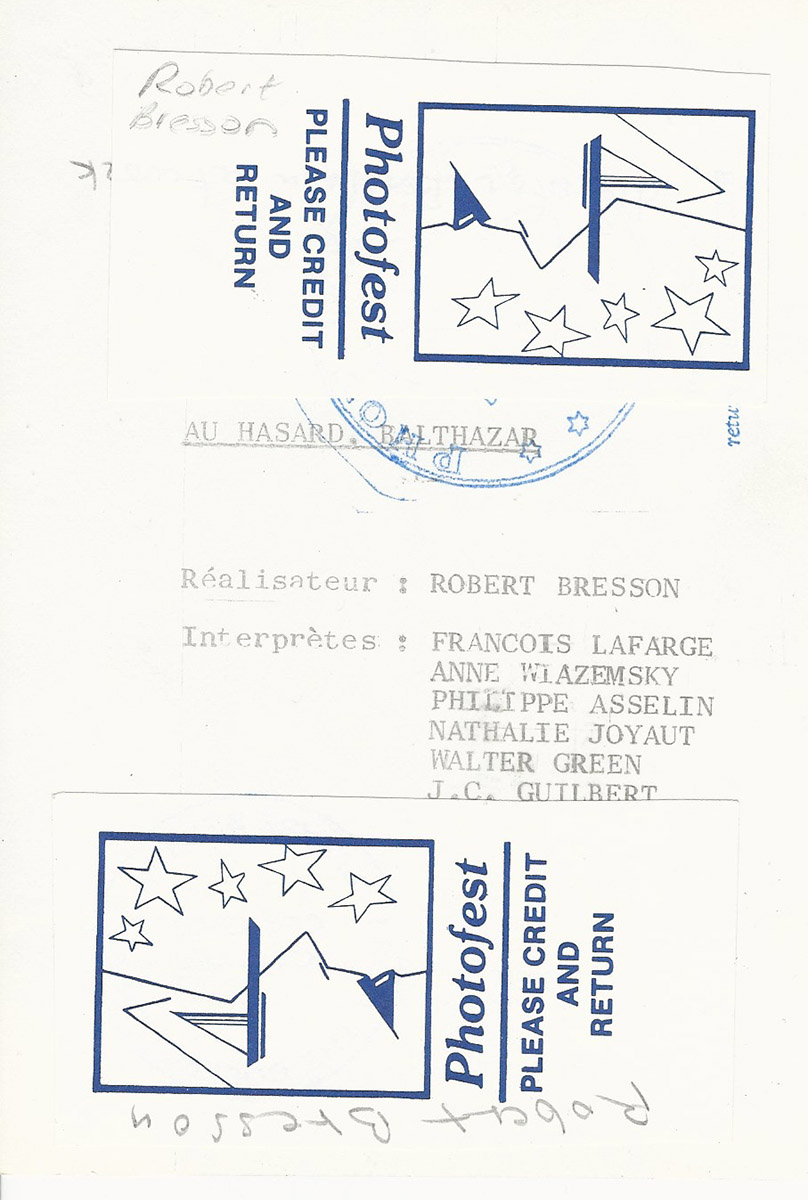 Robert
Bresson
Photofest
PLEASE CREDIT
AND
RETURN
retu
AU HASARD, BALTHAZAR
Réalisateur : ROBERT BRESSON
Interprètes : FRANCOIS LAFARGE
ANNE WIAZEMSKY
PHILIPPE ASSELIN
NATHALIE JOYAUT
WALTER GREEN
J.C. GUILBERT
Photofest
PLEASE CREDIT
AND
RETURN
Robert Bresson